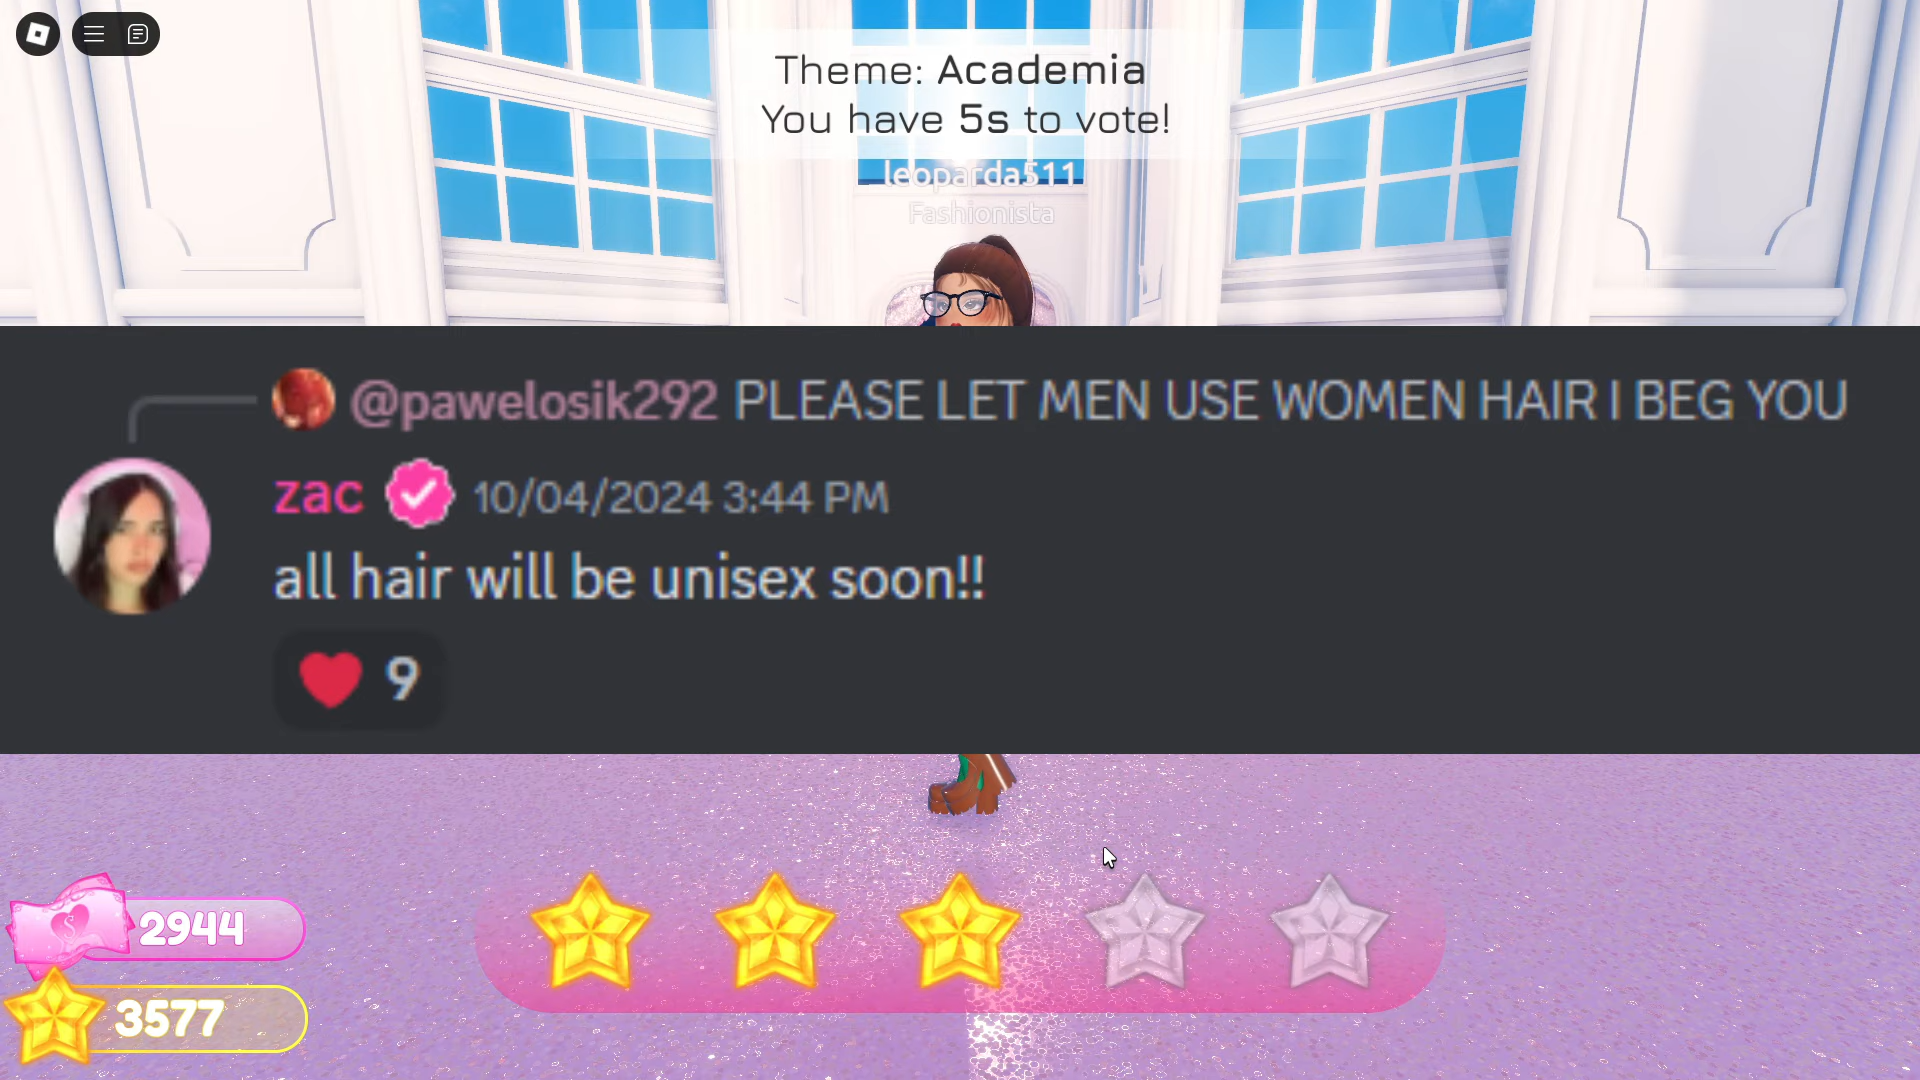 Theme: Academia
You have 5s to vote!
leoparda511
Fashionista
@pawelosik292 PLEASE LET MEN USE WOMEN HAIR I BEG YOU
zac 10/04/2024 3:44 PM
all hair will be unisex soon!!
9
2944
3577